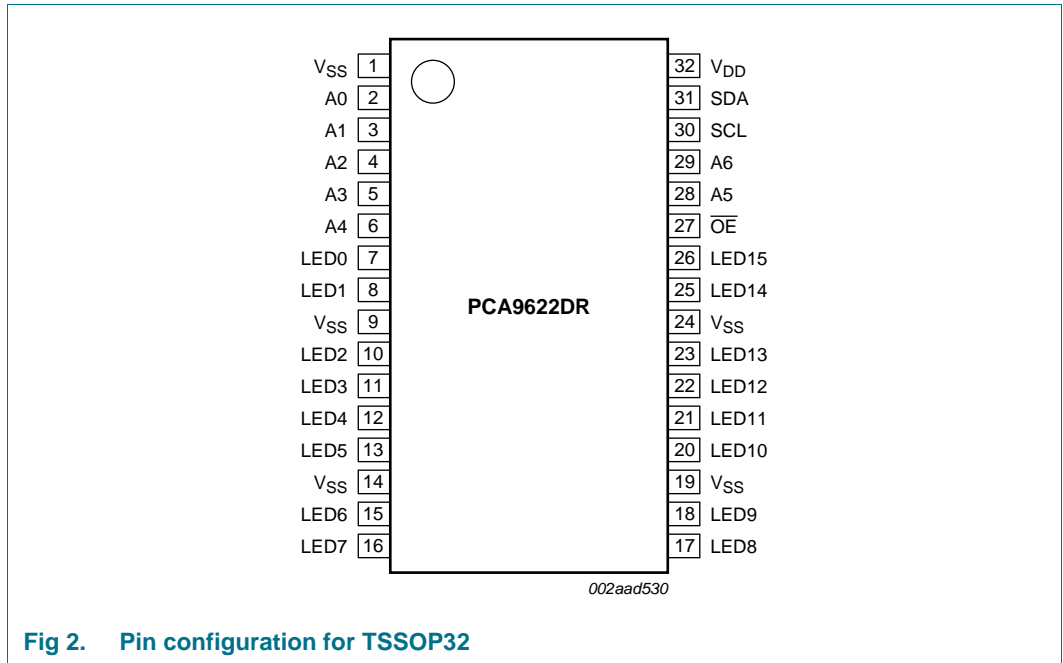 VSS 1 32 VDD
A0 2 31 SDA
A1 3 30 SCL
A2 4 29 A6
A3 5 28 A5
A4 6 27 O̅E̅
LED0 7 26 LED15
LED1 8 25 LED14
PCA9622DR
VSS 9 24 VSS
LED2 10 23 LED13
LED3 11 22 LED12
LED4 12 21 LED11
LED5 13 20 LED10
VSS 14 19 VSS
LED6 15 18 LED9
LED7 16 17 LED8
002aad530
Fig 2. Pin configuration for TSSOP32